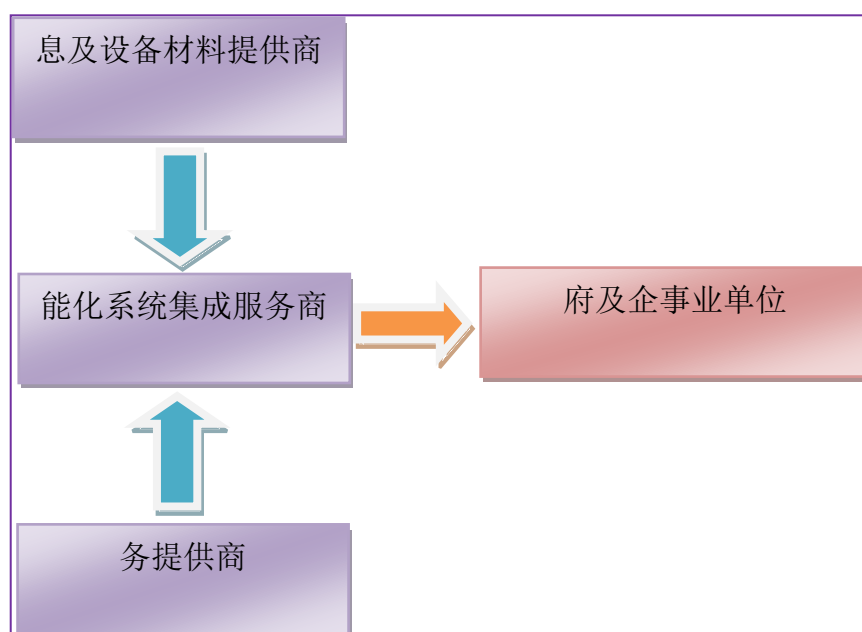 息及设备材料提供商
能化系统集成服务商
府及企事业单位
务提供商